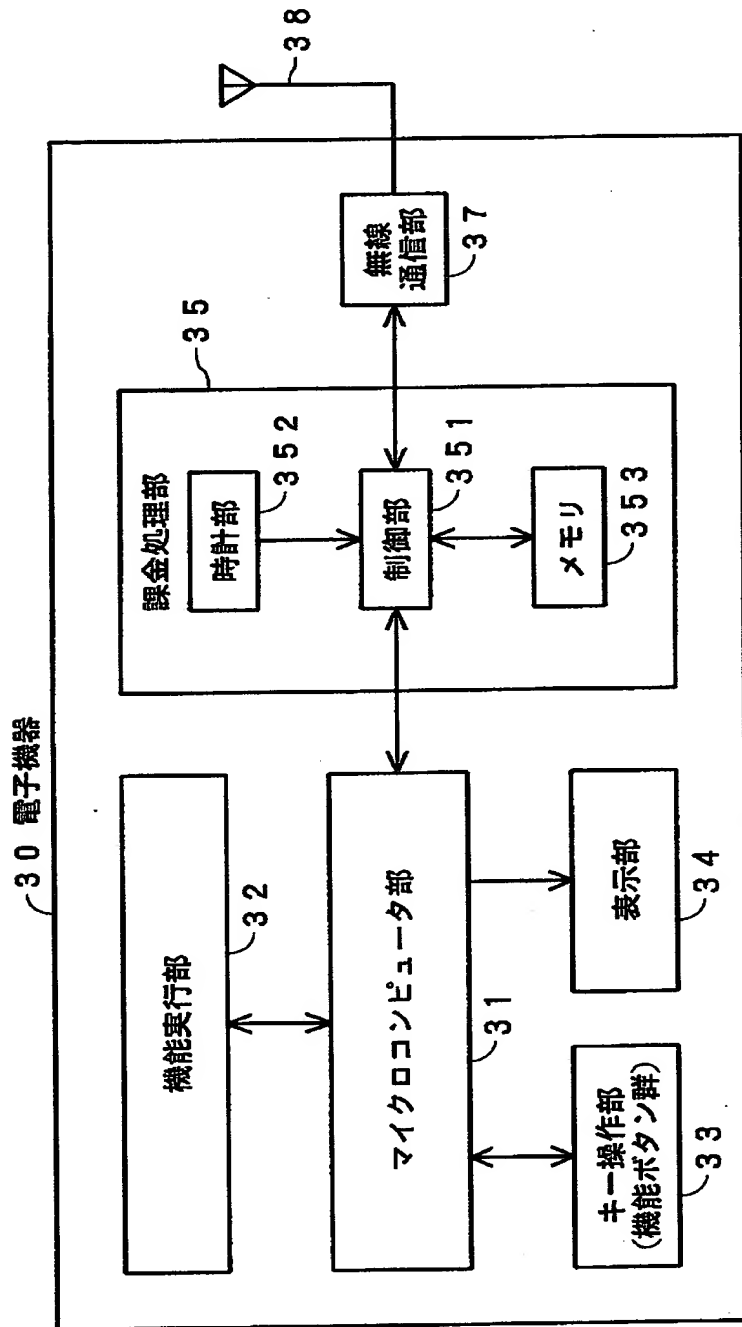 ３０ 電子機器
機能実行部
３２
マイクロコンピュータ部
３１
キー操作部
(機能ボタン群)
３３
表示部
３４
課金処理部
３５
時計部
３５２
制御部
３５１
メモリ
３５３
無線
通信部
３７
３８